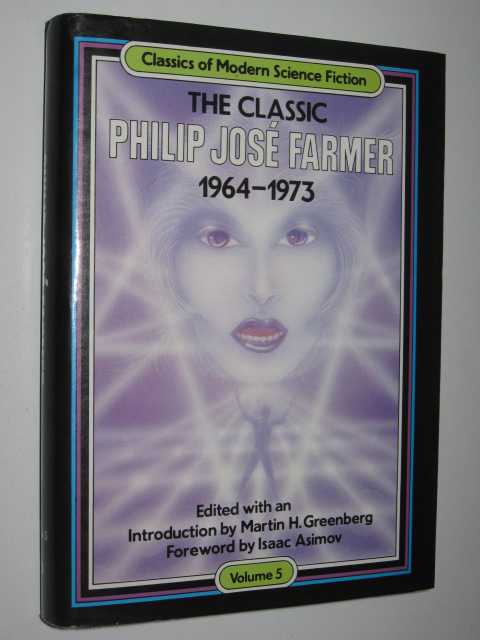 Classics of Modern Science Fiction
THE CLASSIC
PHILIP JOSÉ FARMER
1964–1973
Edited with an
Introduction by Martin H. Greenberg
Foreword by Isaac Asimov
Volume 5